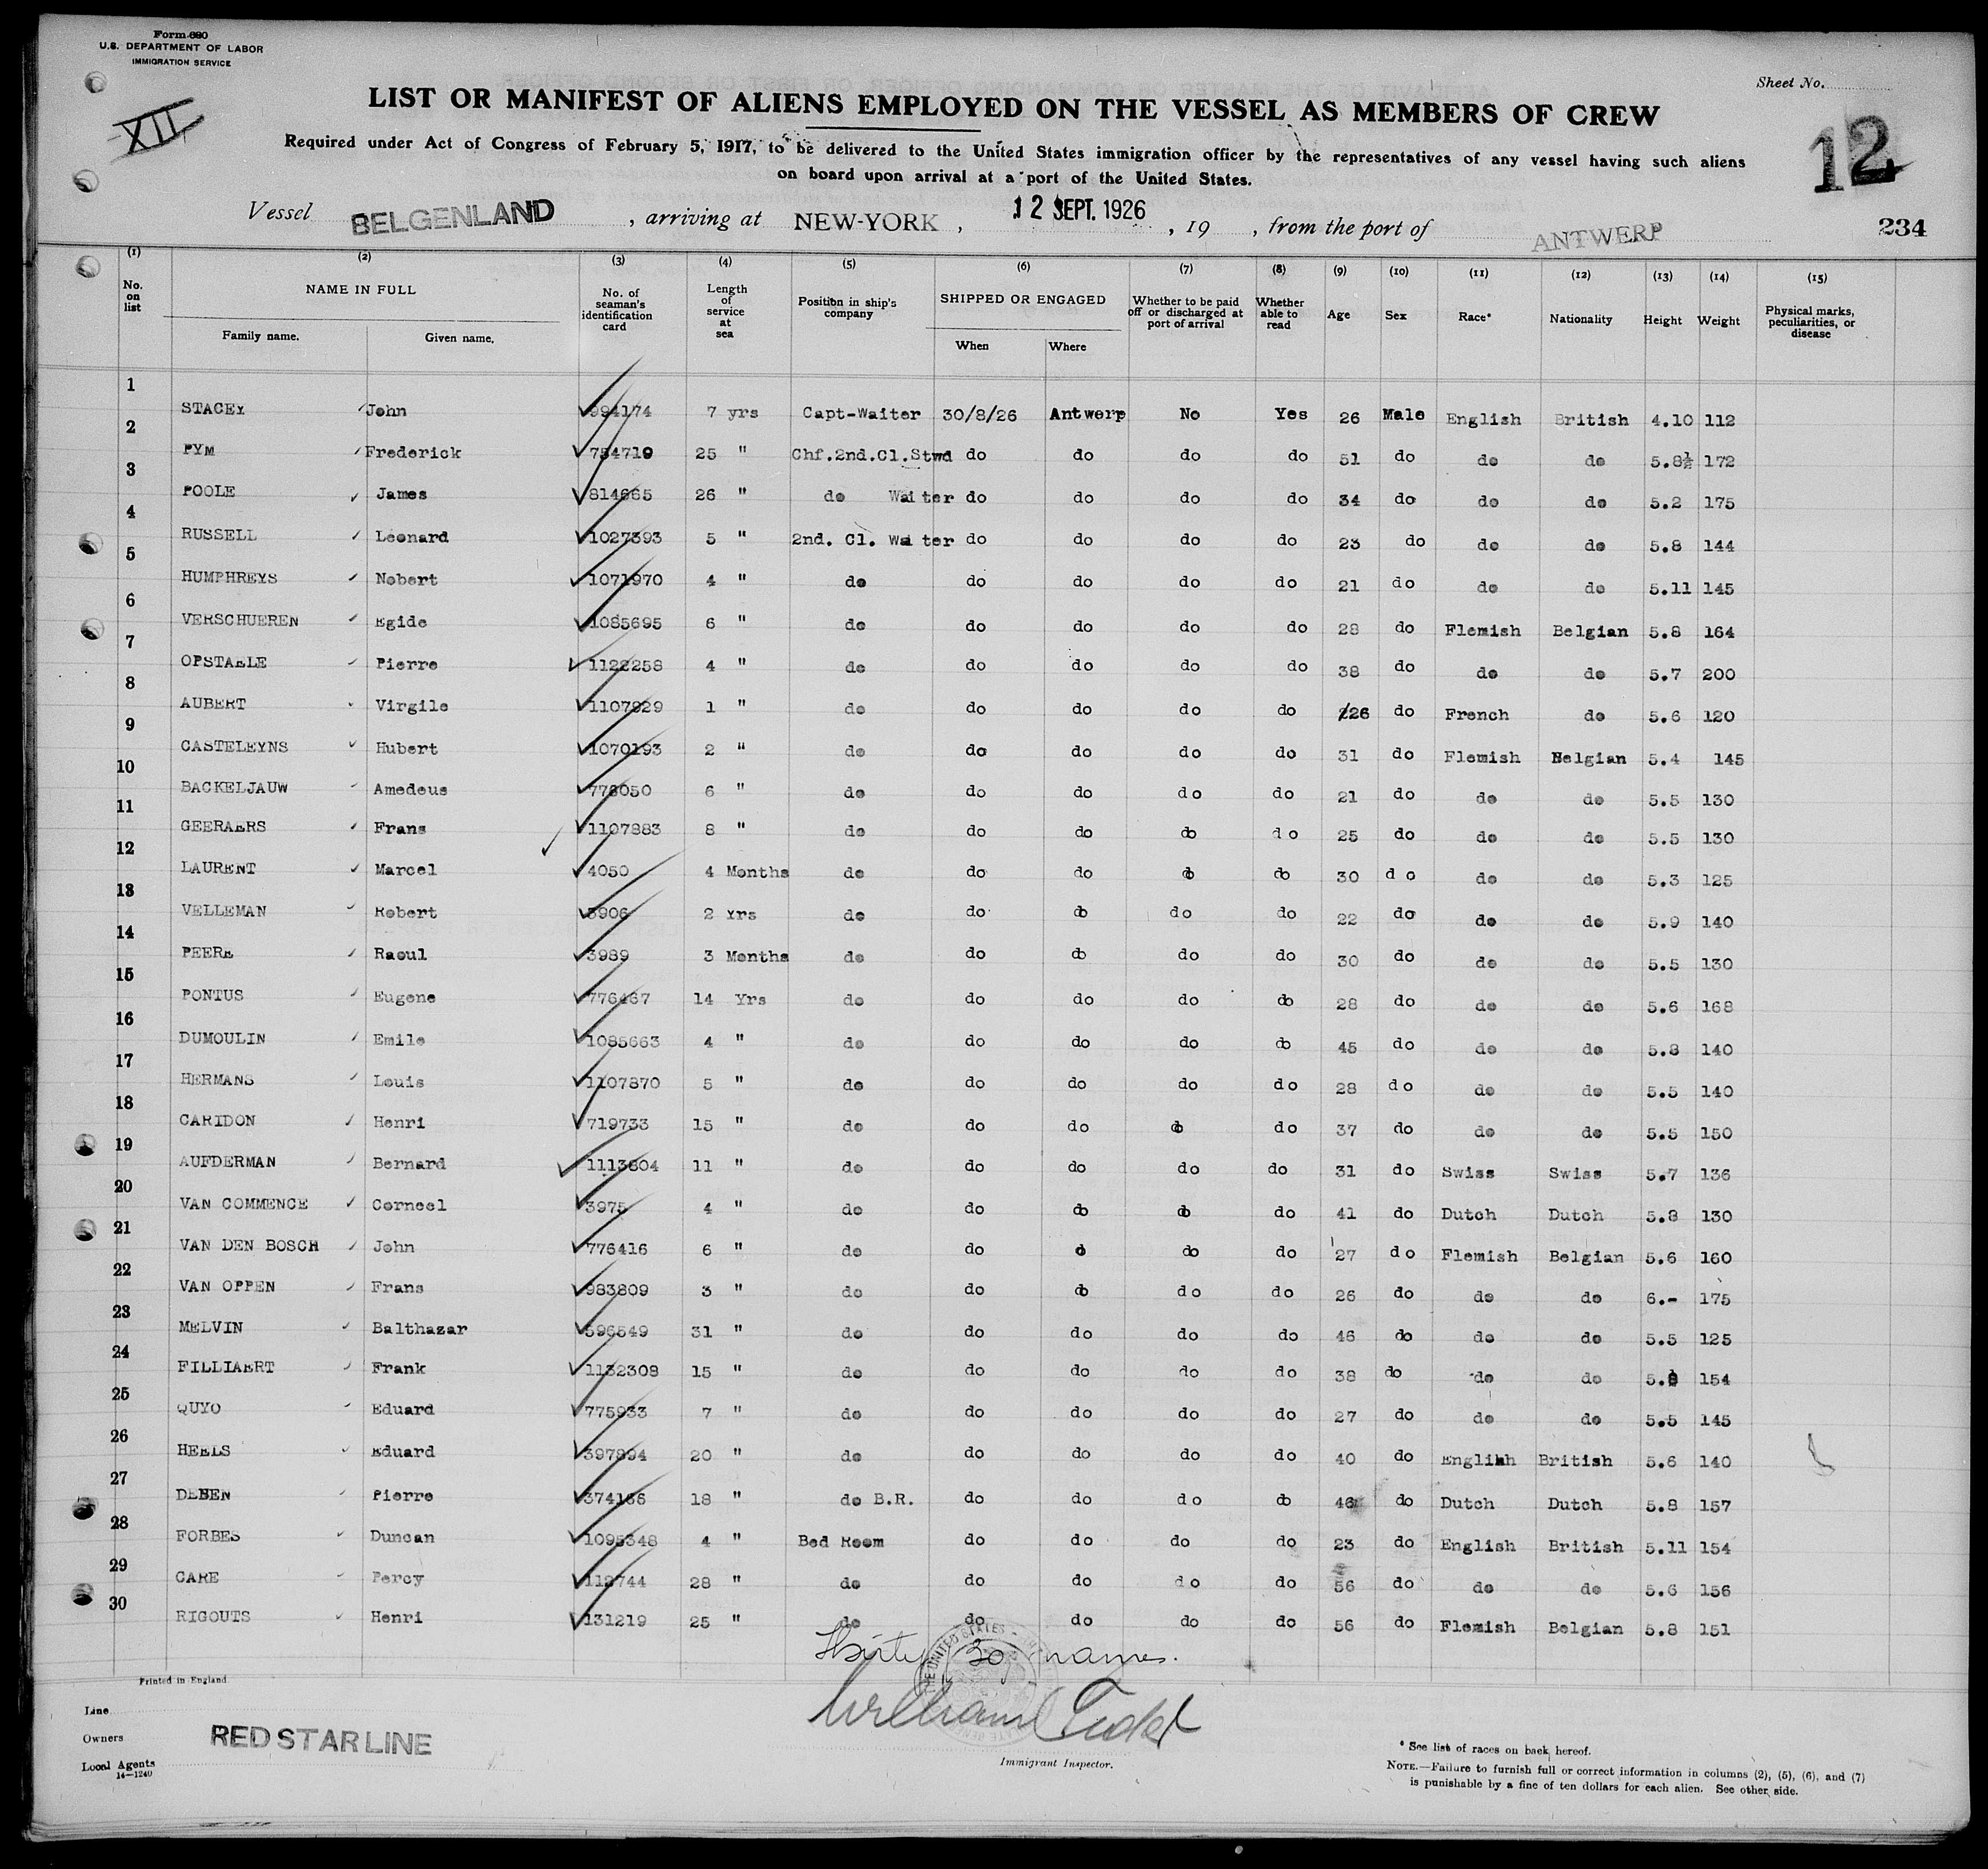 Form 680
U.S. DEPARTMENT OF LABOR
IMMIGRATION SERVICE
Sheet No.
XII
LIST OR MANIFEST OF ALIENS EMPLOYED ON THE VESSEL AS MEMBERS OF CREW
12
Required under Act of Congress of February 5, 1917, to be delivered to the United States immigration officer by the representatives of any vessel having such aliens
on board upon arrival at a port of the United States.
Vessel BELGENLAND, arriving at NEW-YORK, 12 SEPT. 1926, 19 , from the port of ANTWERP 234
(1) (2) (3) (4) (5) (6) (7) (8) (9) (10) (11) (12) (13) (14) (15)
No. on list NAME IN FULL Family name. Given name. No. of seaman's identification card Length of service at sea Position in ship's company SHIPPED OR ENGAGED When Where Whether to be paid off or discharged at port of arrival Whether able to read Age Sex Race* Nationality Height Weight Physical marks, peculiarities, or disease
1 STACEY John 994174 7 yrs Capt-Waiter 30/8/26 Antwerp No Yes 26 Male English British 4.10 112
2 PYM Frederick 754719 25 " Chf.2nd.Cl.Stwd do do do do 51 do do do 5.8½ 172
3 POOLE James 814665 26 " do Waiter do do do do 34 do do do 5.2 175
4 RUSSELL Leonard 1027393 5 " 2nd. Cl. Waiter do do do do 23 do do do 5.8 144
5 HUMPHREYS Nobert 1071970 4 " do do do do do 21 do do do 5.11 145
6 VERSCHUEREN Egide 1085695 6 " do do do do do 28 do Flemish Belgian 5.8 164
7 OPSTAELE Pierre 1122258 4 " do do do do do 38 do do do 5.7 200
8 AUBERT Virgile 1107929 1 " do do do do do 26 do French do 5.6 120
9 CASTELEYNS Hubert 1070193 2 " do do do do do 31 do Flemish Belgian 5.4 145
10 BACKELJAUW Amedeus 778050 6 " do do do do do 21 do do do 5.5 130
11 GEERAERS Frans 1107883 8 " do do do do do 25 do do do 5.5 130
12 LAURENT Marcel 4050 4 Months do do do do do 30 do do do 5.3 125
13 VELLEMAN Robert 3906 2 Yrs do do do do do 22 do do do 5.9 140
14 PEERE Raoul 3989 3 Months do do do do do 30 do do do 5.5 130
15 PONTUS Eugene 776467 14 Yrs do do do do do 28 do do do 5.6 168
16 DUMOULIN Emile 1085663 4 " do do do do do 45 do do do 5.8 140
17 HERMANS Louis 1107870 5 " do do do do do 28 do do do 5.5 140
18 CARIDON Henri 719733 15 " do do do do do 37 do do do 5.5 150
19 AUFDERMAN Bernard 1113604 11 " do do do do do 31 do Swiss Swiss 5.7 136
20 VAN COMMENCE Corneel 3975 4 " do do do do do 41 do Dutch Dutch 5.8 130
21 VAN DEN BOSCH John 776416 6 " do do do do do 27 do Flemish Belgian 5.6 160
22 VAN OPPEN Frans 983809 3 " do do do do do 26 do do do 6.- 175
23 MELVIN Balthazar 596549 31 " do do do do do 46 do do do 5.5 125
24 FILLIAERT Frank 1132308 15 " do do do do do 38 do do do 154
25 QUYO Eduard 775933 7 " do do do do do 27 do do do 5.5 145
26 HEELS Eduard 397894 20 " do do do do do 40 do English British 5.6 140
27 DEBEN Pierre 374166 18 " do B.R. do do do do 46 do Dutch Dutch 5.8 157
28 FORBES Duncan 1095348 4 " Bed Room do do do do 23 do English British 5.11 154
29 CARE Percy 112744 28 " do do do do do 56 do do do 5.6 156
30 RIGOUTS Henri 131219 25 " do do do do do 56 do Flemish Belgian 5.8 151
Thirty 30 names.
Printed in England
William Tudd
Immigrant Inspector.
Line
Owners RED STAR LINE
Local Agents
14—1240
* See list of races on back hereof.
NOTE.—Failure to furnish full or correct information in columns (2), (5), (6), and (7)
is punishable by a fine of ten dollars for each alien. See other side.